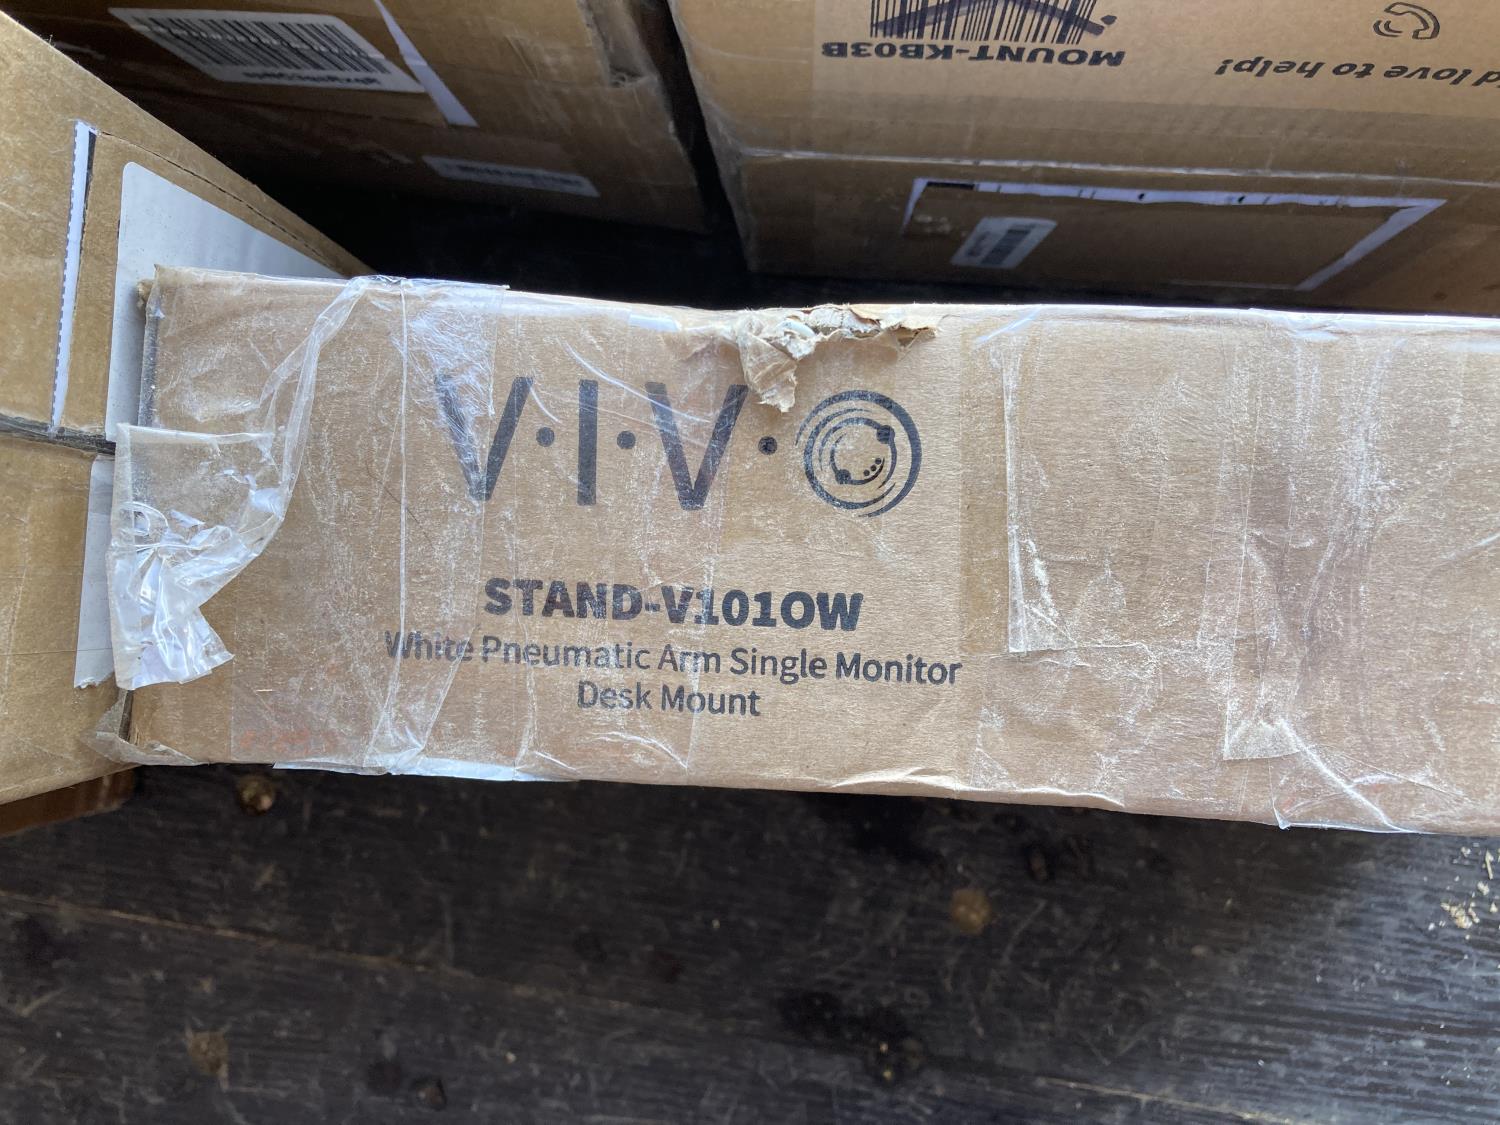 MOUNT-KB03B
d love to help!
V·I·V·O
STAND-V101OW
White Pneumatic Arm Single Monitor
Desk Mount